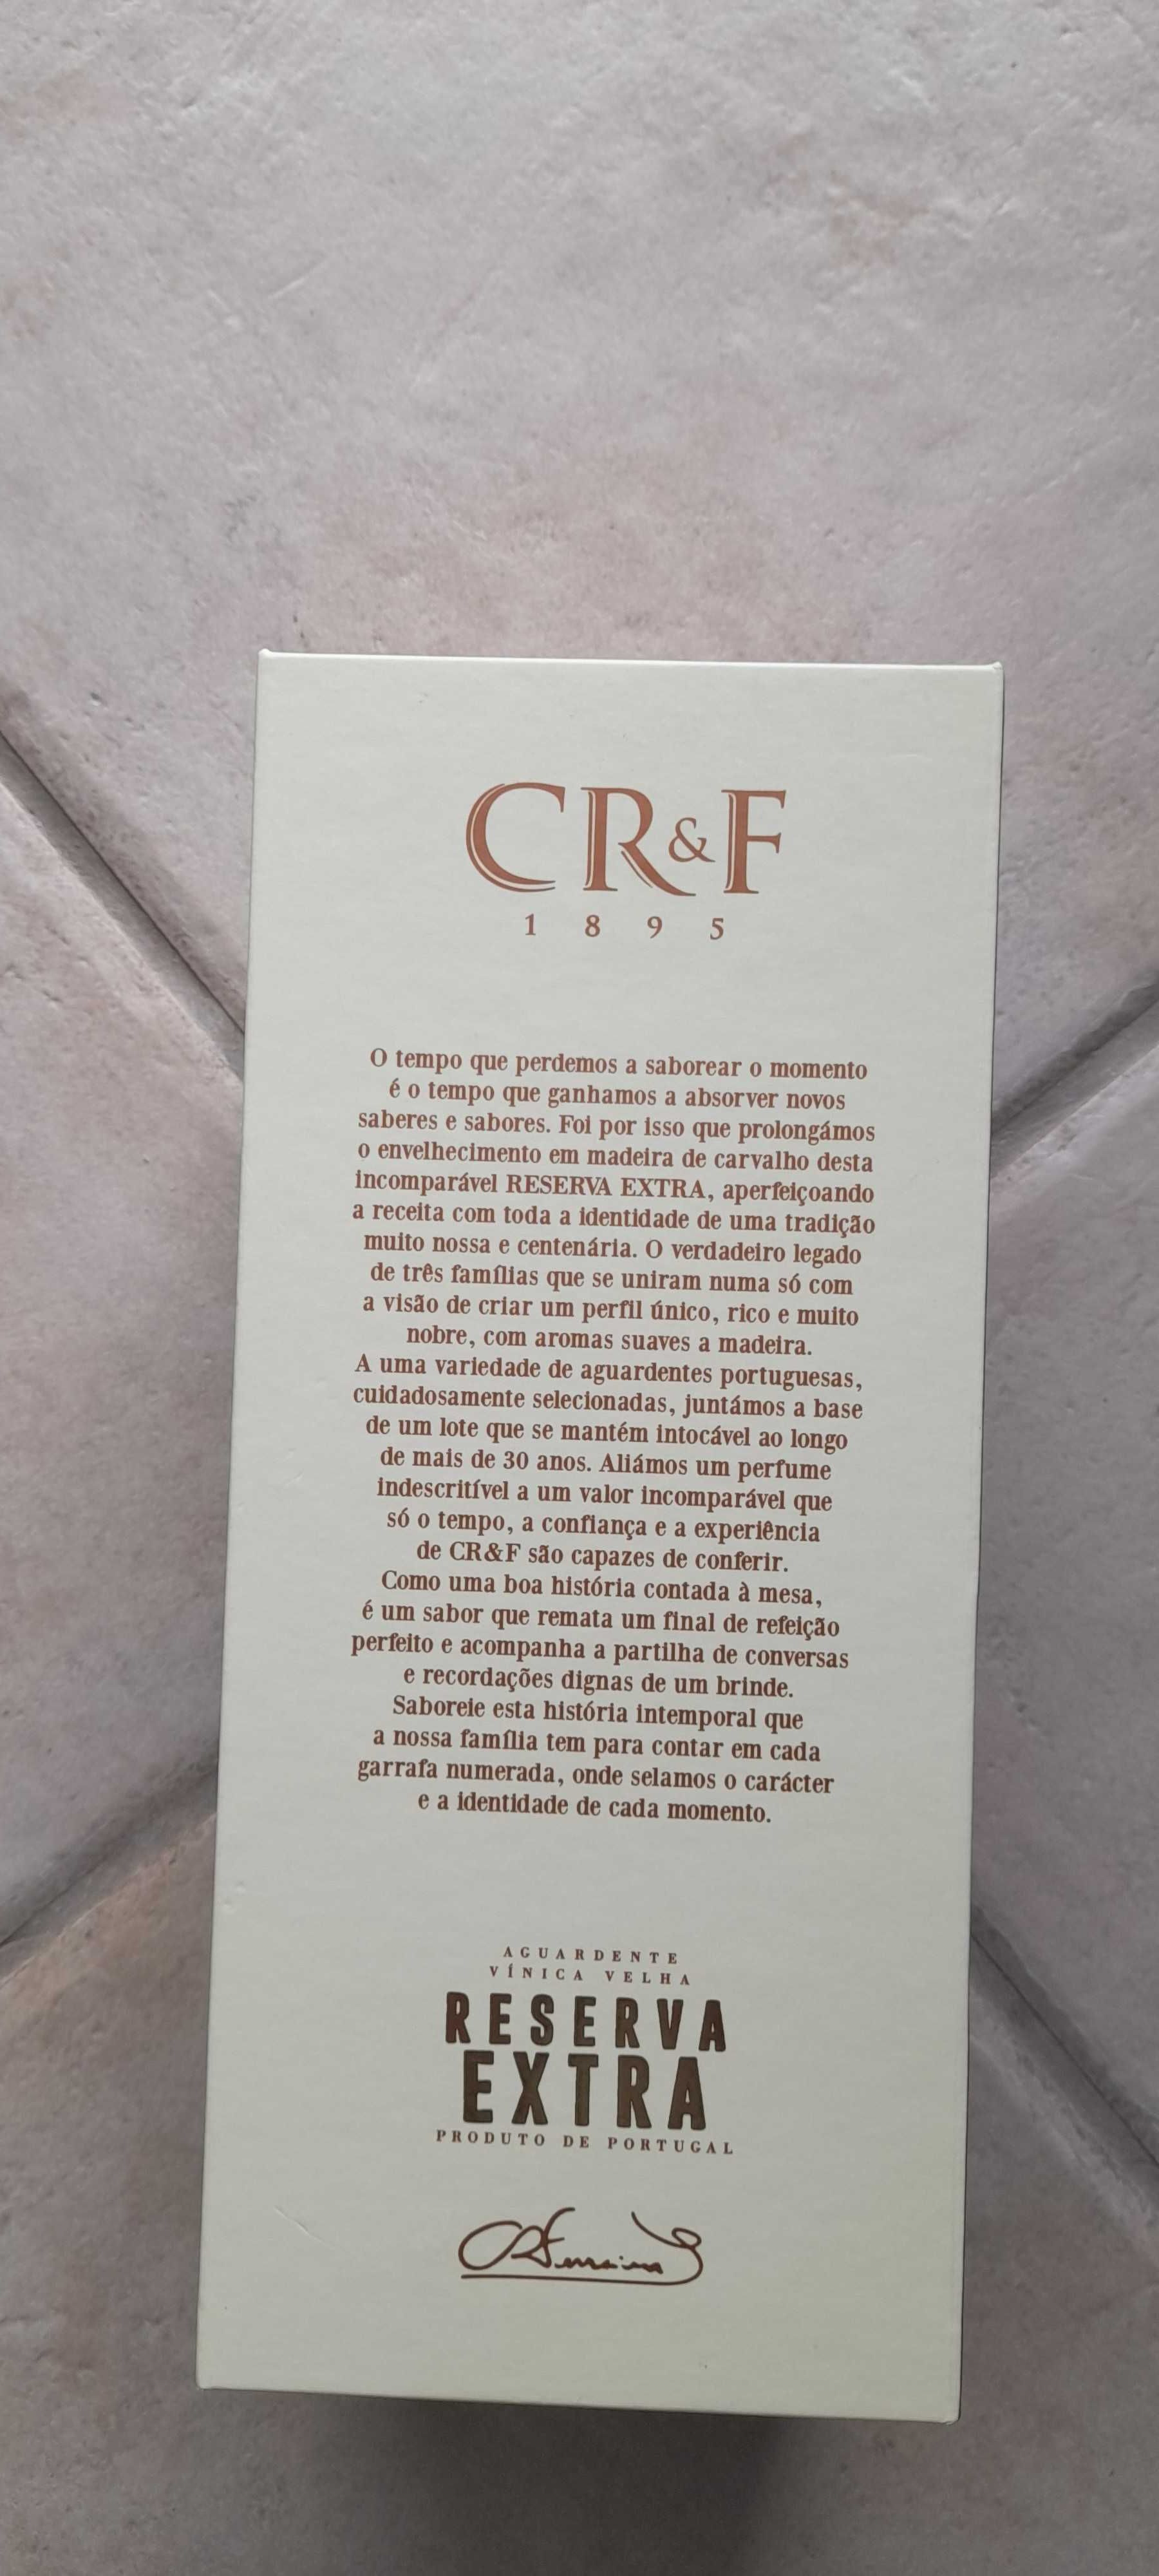 CR&F
1895
O tempo que perdemos a saborear o momento
é o tempo que ganhamos a absorver novos
saberes e sabores. Foi por isso que prolongámos
o envelhecimento em madeira de carvalho desta
incomparável RESERVA EXTRA, aperfeiçoando
a receita com toda a identidade de uma tradição
muito nossa e centenária. O verdadeiro legado
de três famílias que se uniram numa só com
a visão de criar um perfil único, rico e muito
nobre, com aromas suaves a madeira.
A uma variedade de aguardentes portuguesas,
cuidadosamente selecionadas, juntámos a base
de um lote que se mantém intocável ao longo
de mais de 30 anos. Aliámos um perfume
indescritível a um valor incomparável que
só o tempo, a confiança e a experiência
de CR&F são capazes de conferir.
Como uma boa história contada à mesa,
é um sabor que remata um final de refeição
perfeito e acompanha a partilha de conversas
e recordações dignas de um brinde.
Saboreie esta história intemporal que
a nossa família tem para contar em cada
garrafa numerada, onde selamos o carácter
e a identidade de cada momento.
AGUARDENTE
VÍNICA VELHA
RESERVA
EXTRA
PRODUTO DE PORTUGAL